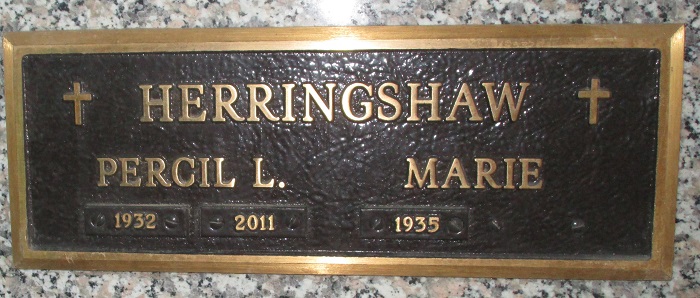 HERRINGSHAW
PERCIL L. MARIE
1932 2011 1935